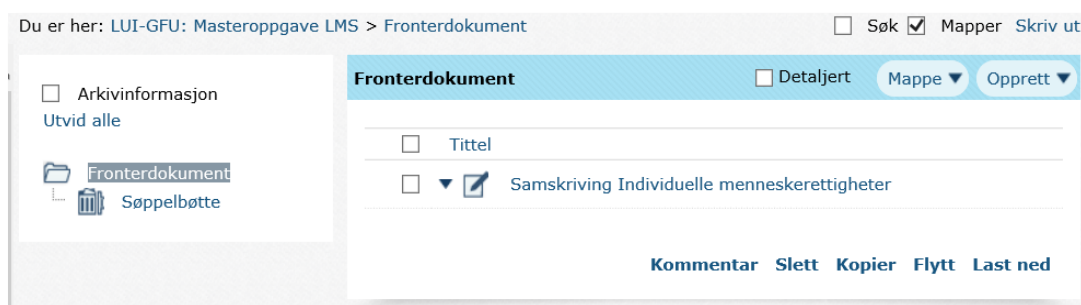 Du er her: LUI-GFU: Masteroppgave LMS > Fronterdokument
Søk Mapper Skriv ut
Arkivinformasjon
Utvid alle
Fronterdokument
Søppelbøtte
Fronterdokument
Detaljert Mappe Opprett
Tittel
Samskriving Individuelle menneskerettigheter
Kommentar Slett Kopier Flytt Last ned